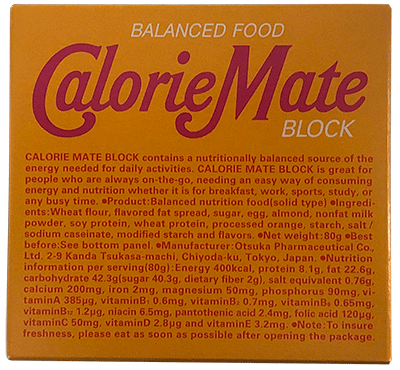 BALANCED FOOD
CalorieMate
BLOCK
CALORIE MATE BLOCK contains a nutritionally balanced source of the
energy needed for daily activities. CALORIE MATE BLOCK is great for
people who are always on-the-go, needing an easy way of consuming
energy and nutrition whether it is for breakfast, work, sports, study, or
any busy time. ●Product:Balanced nutrition food(solid type) ●Ingredi-
ents:Wheat flour, flavored fat spread, sugar, egg, almond, nonfat milk
powder, soy protein, wheat protein, processed orange, starch, salt/
sodium caseinate, modified starch and flavors. ●Net weight:80g ●Best
before:See bottom panel. ●Manufacturer:Otsuka Pharmaceutical Co.,
Ltd. 2-9 Kanda Tsukasa-machi, Chiyoda-ku, Tokyo, Japan. ●Nutrition
information per serving(80g):Energy 400kcal, protein 8.1g, fat 22.6g,
carbohydrate 42.3g(sugar 40.3g, dietary fiber 2g), salt equivalent 0.76g,
calcium 200mg, iron 2mg, magnesium 50mg, phosphorus 90mg, vi-
taminA 385μg, vitaminB₁ 0.6mg, vitaminB₂ 0.7mg, vitaminB₆ 0.65mg,
vitaminB₁₂ 1.2μg, niacin 6.5mg, pantothenic acid 2.4mg, folic acid 120μg,
vitaminC 50mg, vitaminD 2.8μg and vitaminE 3.2mg. ●Note:To insure
freshness, please eat as soon as possible after opening the package.